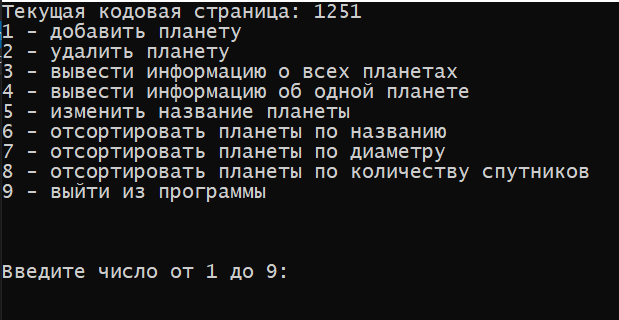 Текущая кодовая страница: 1251
1 - добавить планету
2 - удалить планету
3 - вывести информацию о всех планетах
4 - вывести информацию об одной планете
5 - изменить название планеты
6 - отсортировать планеты по названию
7 - отсортировать планеты по диаметру
8 - отсортировать планеты по количеству спутников
9 - выйти из программы
Введите число от 1 до 9: